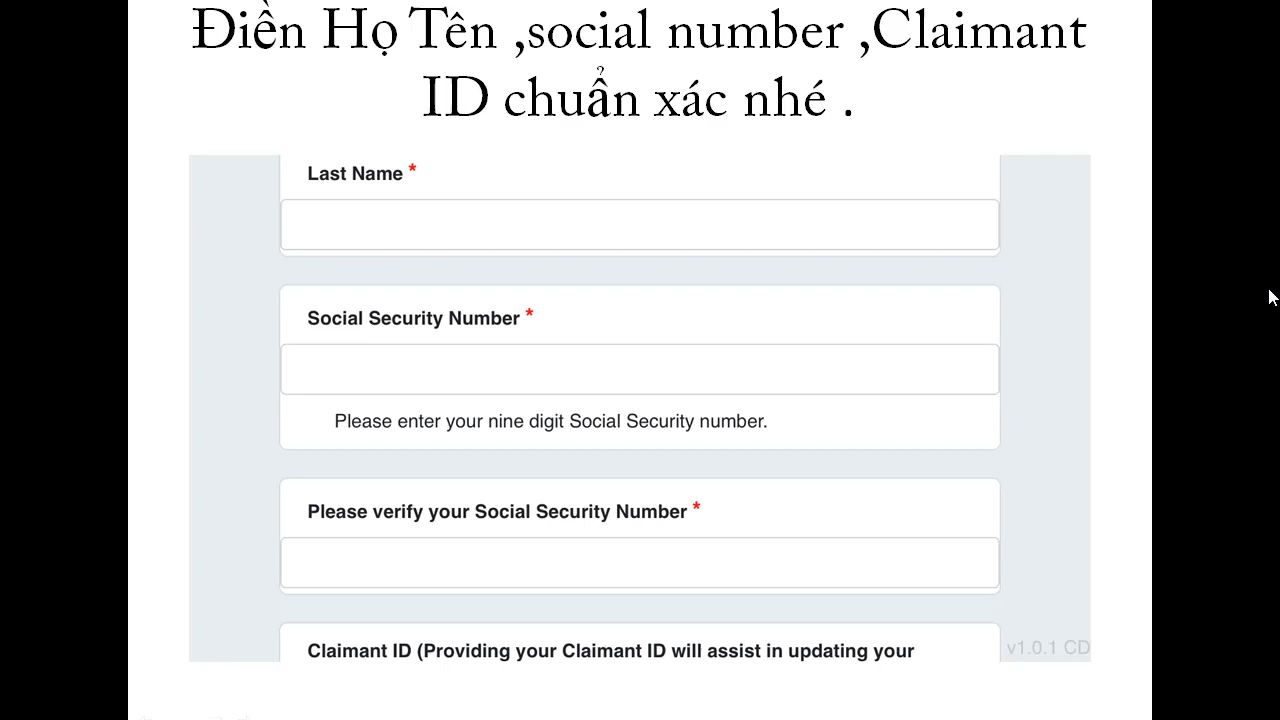 Điền Họ Tên ,social number ,Claimant
ID chuẩn xác nhé .
Last Name *
Social Security Number *
Please enter your nine digit Social Security number.
Please verify your Social Security Number *
Claimant ID (Providing your Claimant ID will assist in updating your
v1.0.1 CD